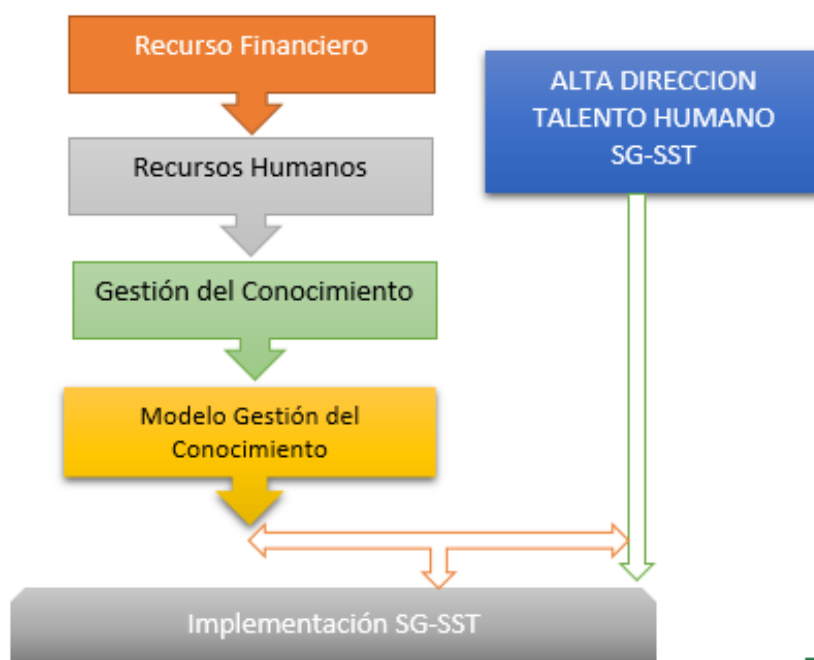 Recurso Financiero
ALTA DIRECCION
TALENTO HUMANO
SG-SST
Recursos Humanos
Gestión del Conocimiento
Modelo Gestión del
Conocimiento
Implementación SG-SST